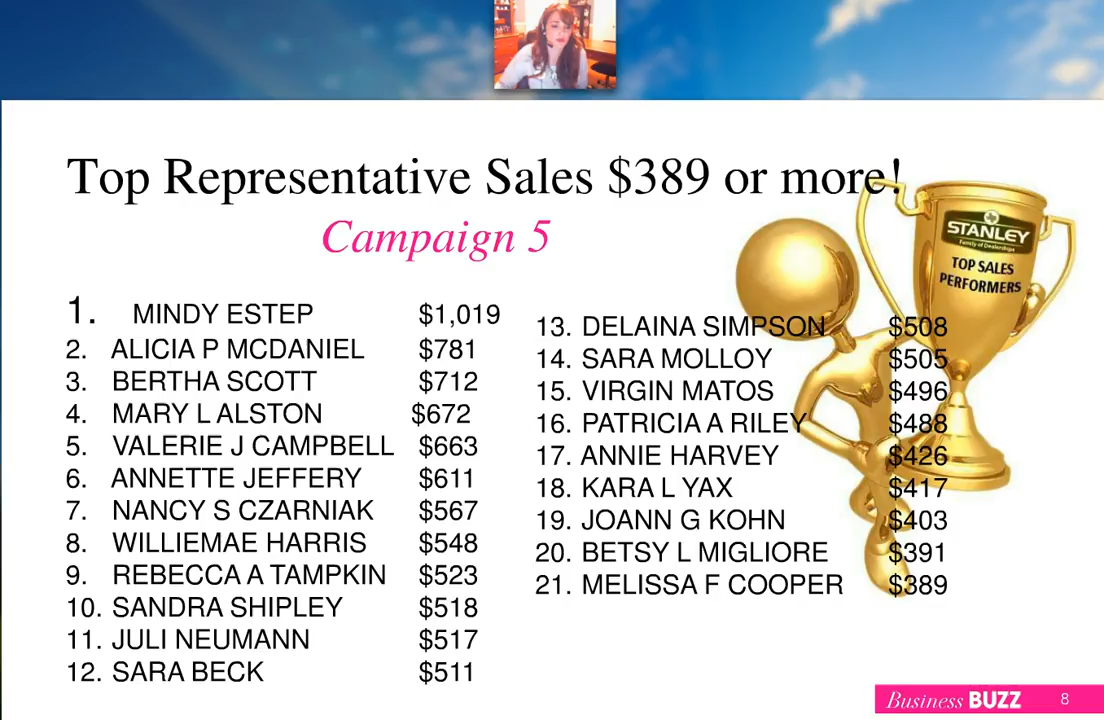 Top Representative Sales $389 or more!
Campaign 5
STANLEY
Family of Dealerships
TOP SALES
PERFORMERS
1. MINDY ESTEP $1,019
2. ALICIA P MCDANIEL $781
3. BERTHA SCOTT $712
4. MARY L ALSTON $672
5. VALERIE J CAMPBELL $663
6. ANNETTE JEFFERY $611
7. NANCY S CZARNIAK $567
8. WILLIEMAE HARRIS $548
9. REBECCA A TAMPKIN $523
10. SANDRA SHIPLEY $518
11. JULI NEUMANN $517
12. SARA BECK $511
13. DELAINA SIMPSON $508
14. SARA MOLLOY $505
15. VIRGIN MATOS $496
16. PATRICIA A RILEY $488
17. ANNIE HARVEY $426
18. KARA L YAX $417
19. JOANN G KOHN $403
20. BETSY L MIGLIORE $391
21. MELISSA F COOPER $389
Business BUZZ 8